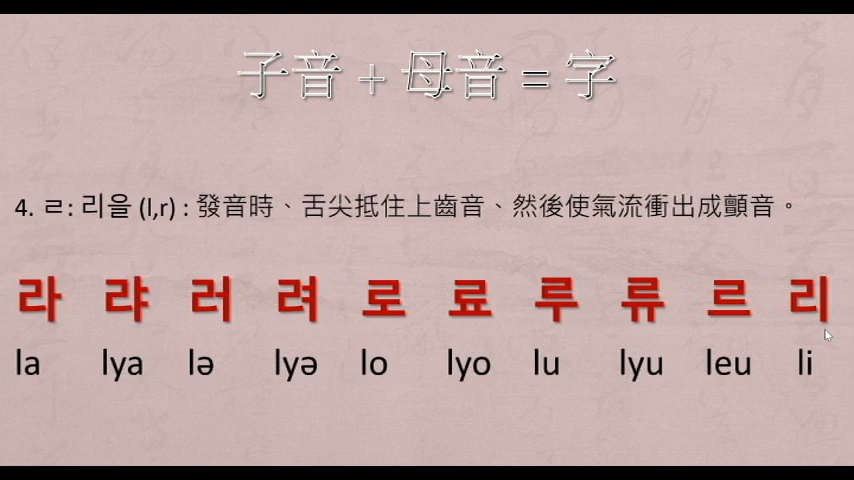 子音 + 母音 = 字
4. ㄹ: 리을 (l,r) : 發音時、舌尖抵住上齒音、然後使氣流衝出成顫音。
라 랴 러 려 로 료 루 류 르 리
la lya lə lyə lo lyo lu lyu leu li